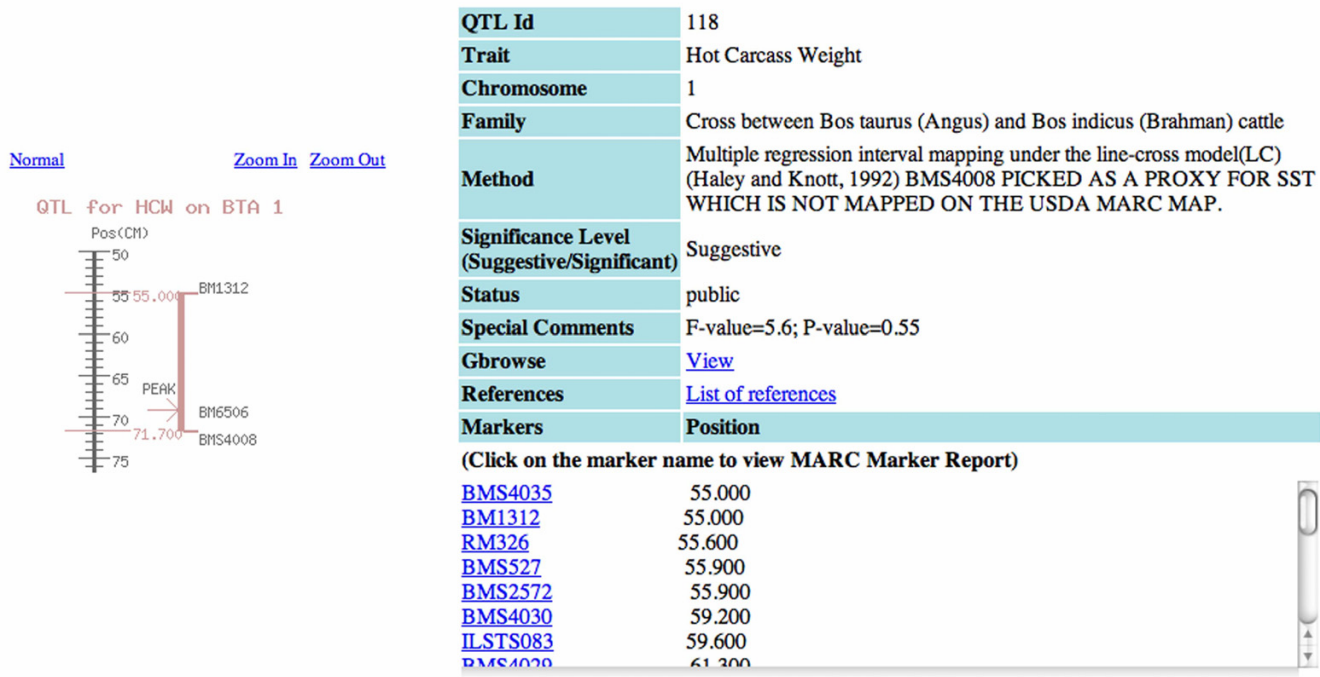 Normal Zoom In Zoom Out
QTL for HCW on BTA 1
Pos(CM)
50
BM1312
55 55.000
60
65
PEAK
BM6506
70
71.700
BMS4008
75
QTL Id 118
Trait Hot Carcass Weight
Chromosome 1
Family Cross between Bos taurus (Angus) and Bos indicus (Brahman) cattle
Method Multiple regression interval mapping under the line-cross model(LC)
(Haley and Knott, 1992) BMS4008 PICKED AS A PROXY FOR SST
WHICH IS NOT MAPPED ON THE USDA MARC MAP.
Significance Level
(Suggestive/Significant) Suggestive
Status public
Special Comments F-value=5.6; P-value=0.55
Gbrowse View
References List of references
Markers Position
(Click on the marker name to view MARC Marker Report)
BMS4035 55.000
BM1312 55.000
RM326 55.600
BMS527 55.900
BMS2572 55.900
BMS4030 59.200
ILSTS083 59.600
BMS4029 61.300